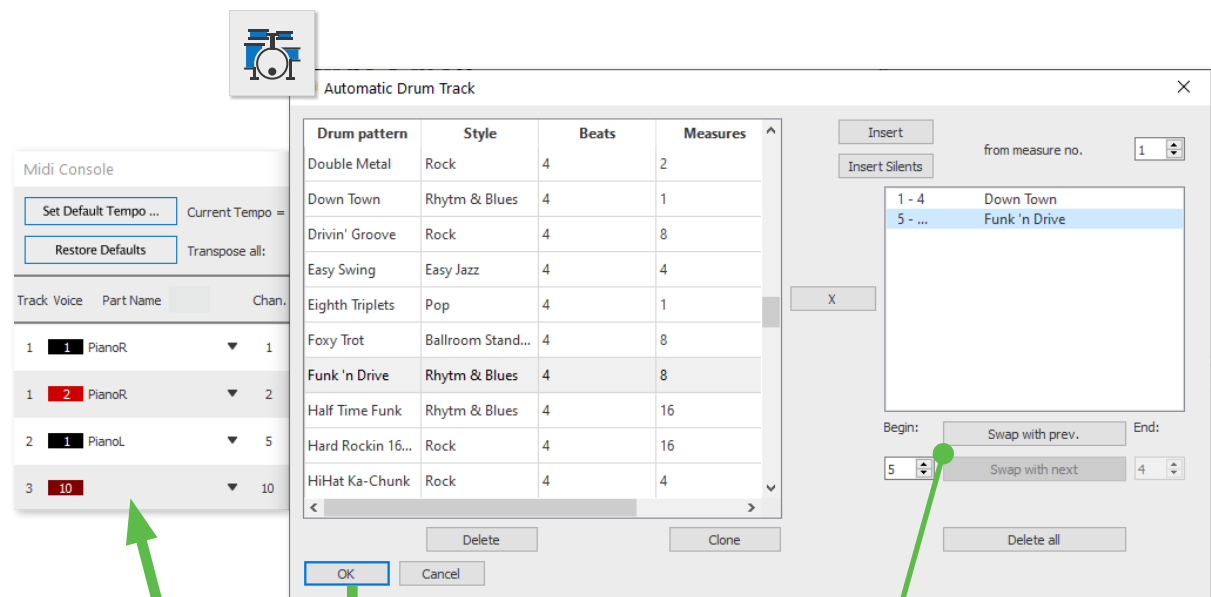 Automatic Drum Track
Drum pattern Style Beats Measures
Double Metal Rock 4 2
Down Town Rhytm & Blues 4 1
Drivin' Groove Rock 4 8
Easy Swing Easy Jazz 4 4
Eighth Triplets Pop 4 1
Foxy Trot Ballroom Stand... 4 8
Funk 'n Drive Rhytm & Blues 4 8
Half Time Funk Rhytm & Blues 4 16
Hard Rockin 16... Rock 4 16
HiHat Ka-Chunk Rock 4 4
Delete Clone
OK Cancel
Insert
Insert Silents
from measure no. 1
1 - 4 Down Town
5 - ... Funk 'n Drive
X
Begin: Swap with prev. End:
5 Swap with next 4
Delete all
Midi Console
Set Default Tempo ... Current Tempo =
Restore Defaults Transpose all:
Track Voice Part Name Chan.
1 1 PianoR 1
1 2 PianoR 2
2 1 PianoL 5
3 10 10